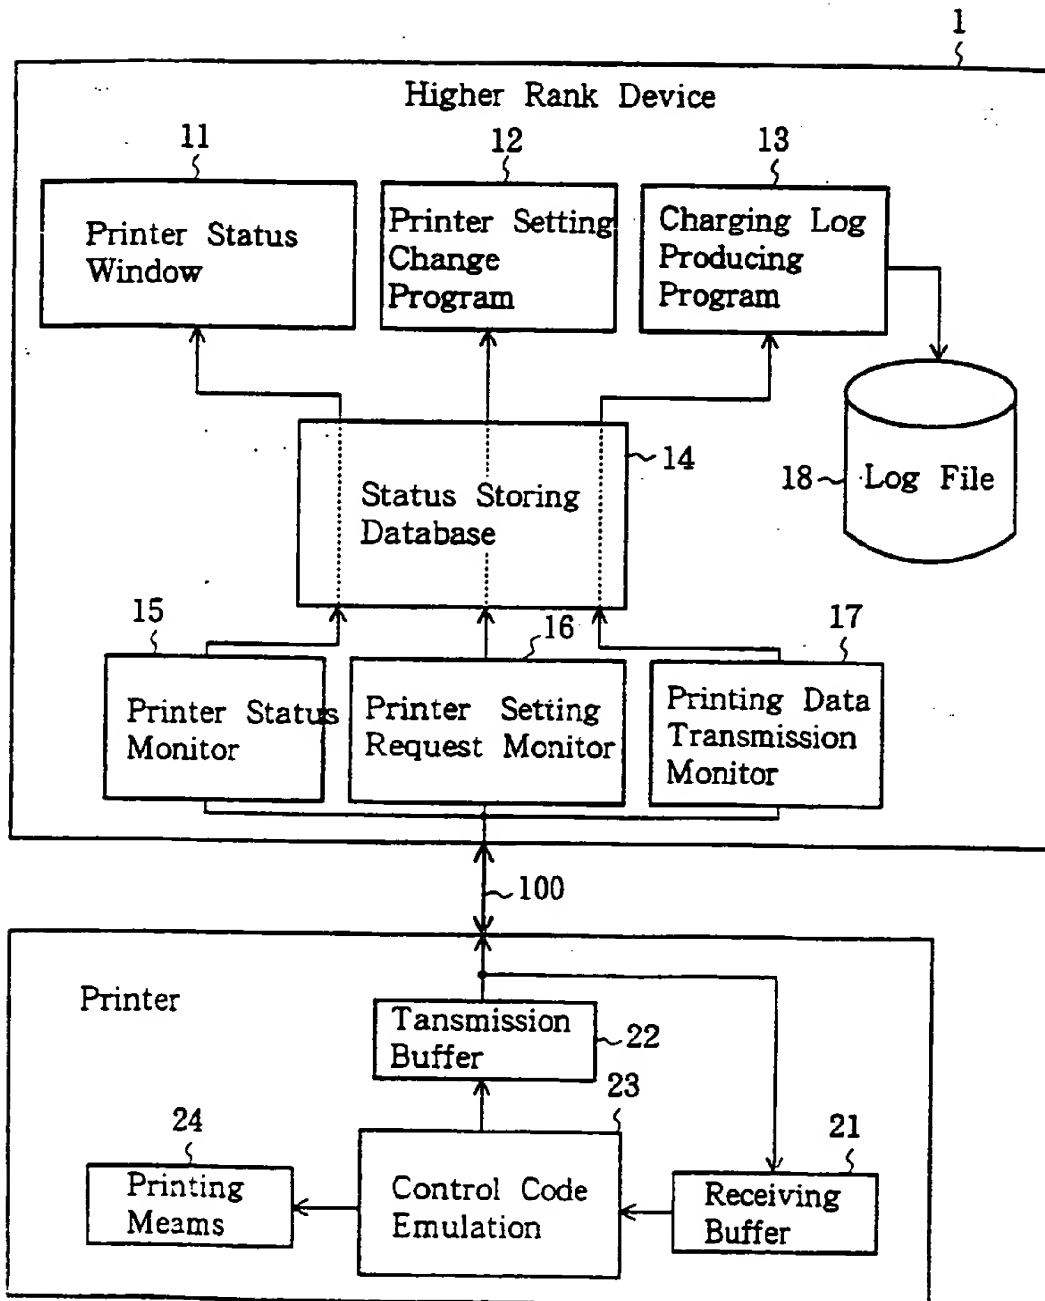 1
Higher Rank Device
11
12
13
Printer Status
Window
Printer Setting
Change
Program
Charging Log
Producing
Program
14
Status Storing
Database
18
Log File
15
16
17
Printer Status
Monitor
Printer Setting
Request Monitor
Printing Data
Transmission
Monitor
100
Printer
Tansmission
Buffer
22
23
24
21
Printing
Meams
Control Code
Emulation
Receiving
Buffer